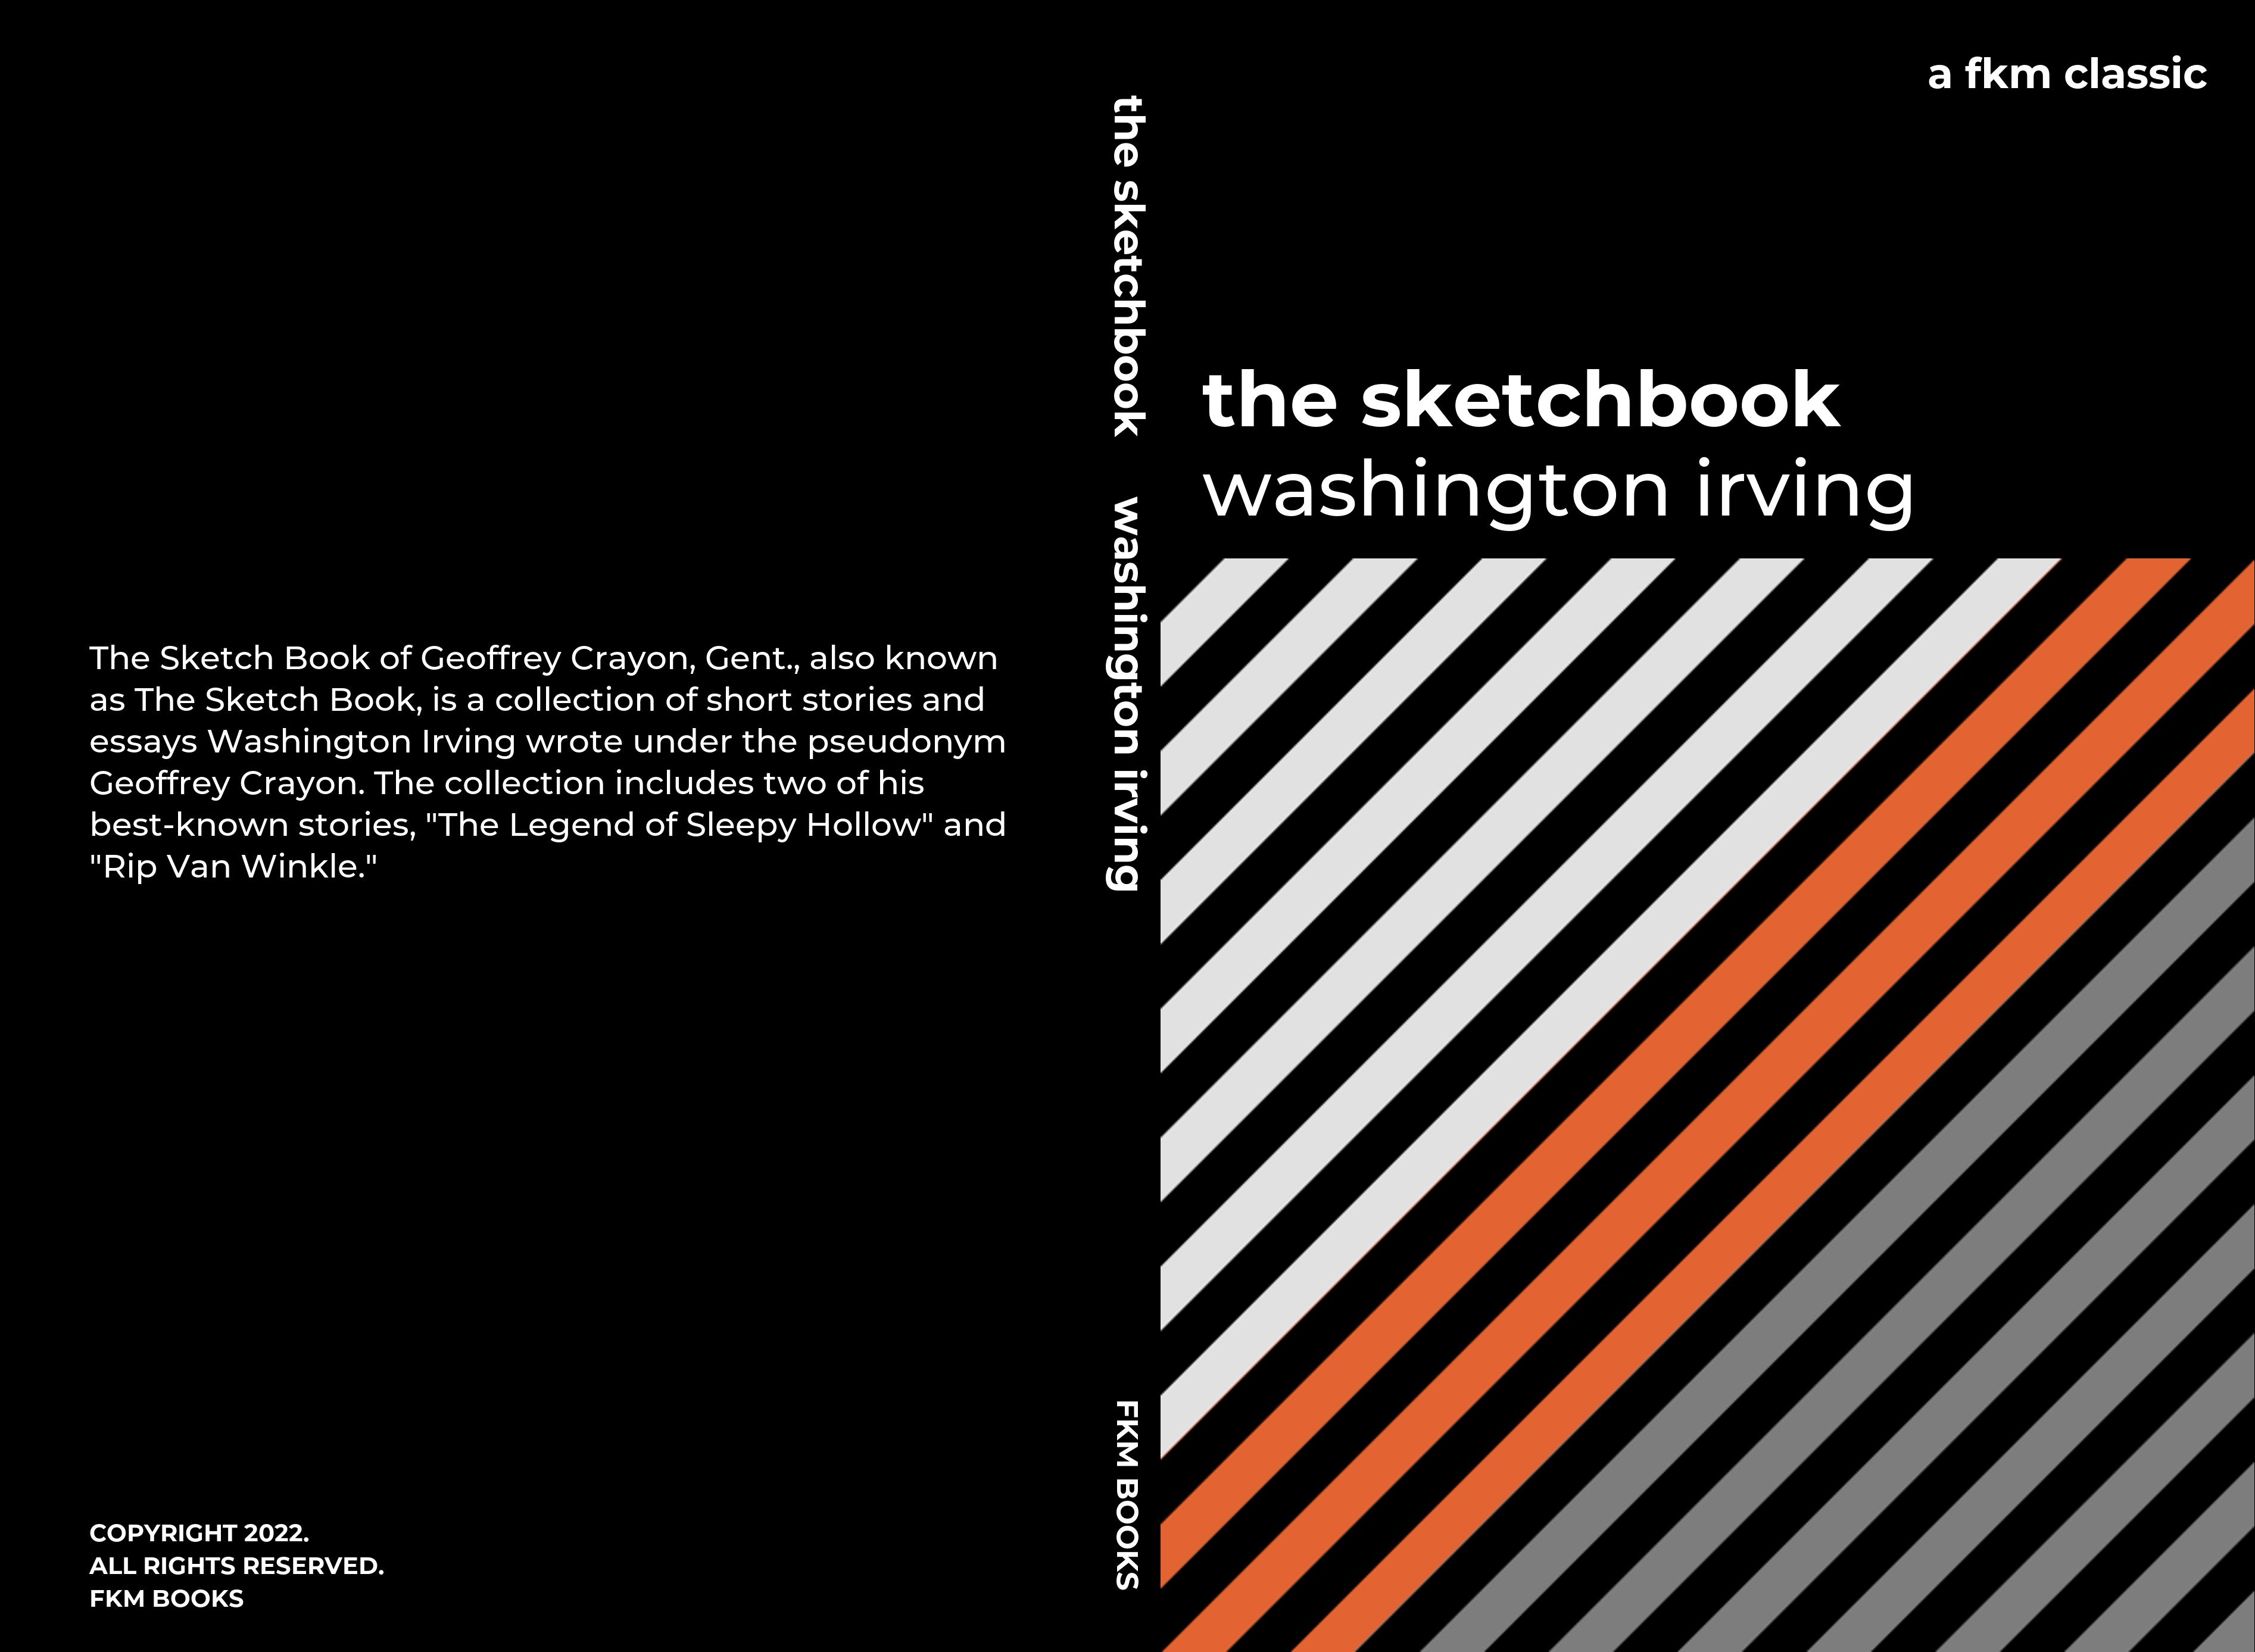 The Sketch Book of Geoffrey Crayon, Gent., also known
as The Sketch Book, is a collection of short stories and
essays Washington Irving wrote under the pseudonym
Geoffrey Crayon. The collection includes two of his
best-known stories, "The Legend of Sleepy Hollow" and
"Rip Van Winkle."
COPYRIGHT 2022.
ALL RIGHTS RESERVED.
FKM BOOKS
the sketchbook washington irving FKM BOOKS
a fkm classic
the sketchbook
washington irving